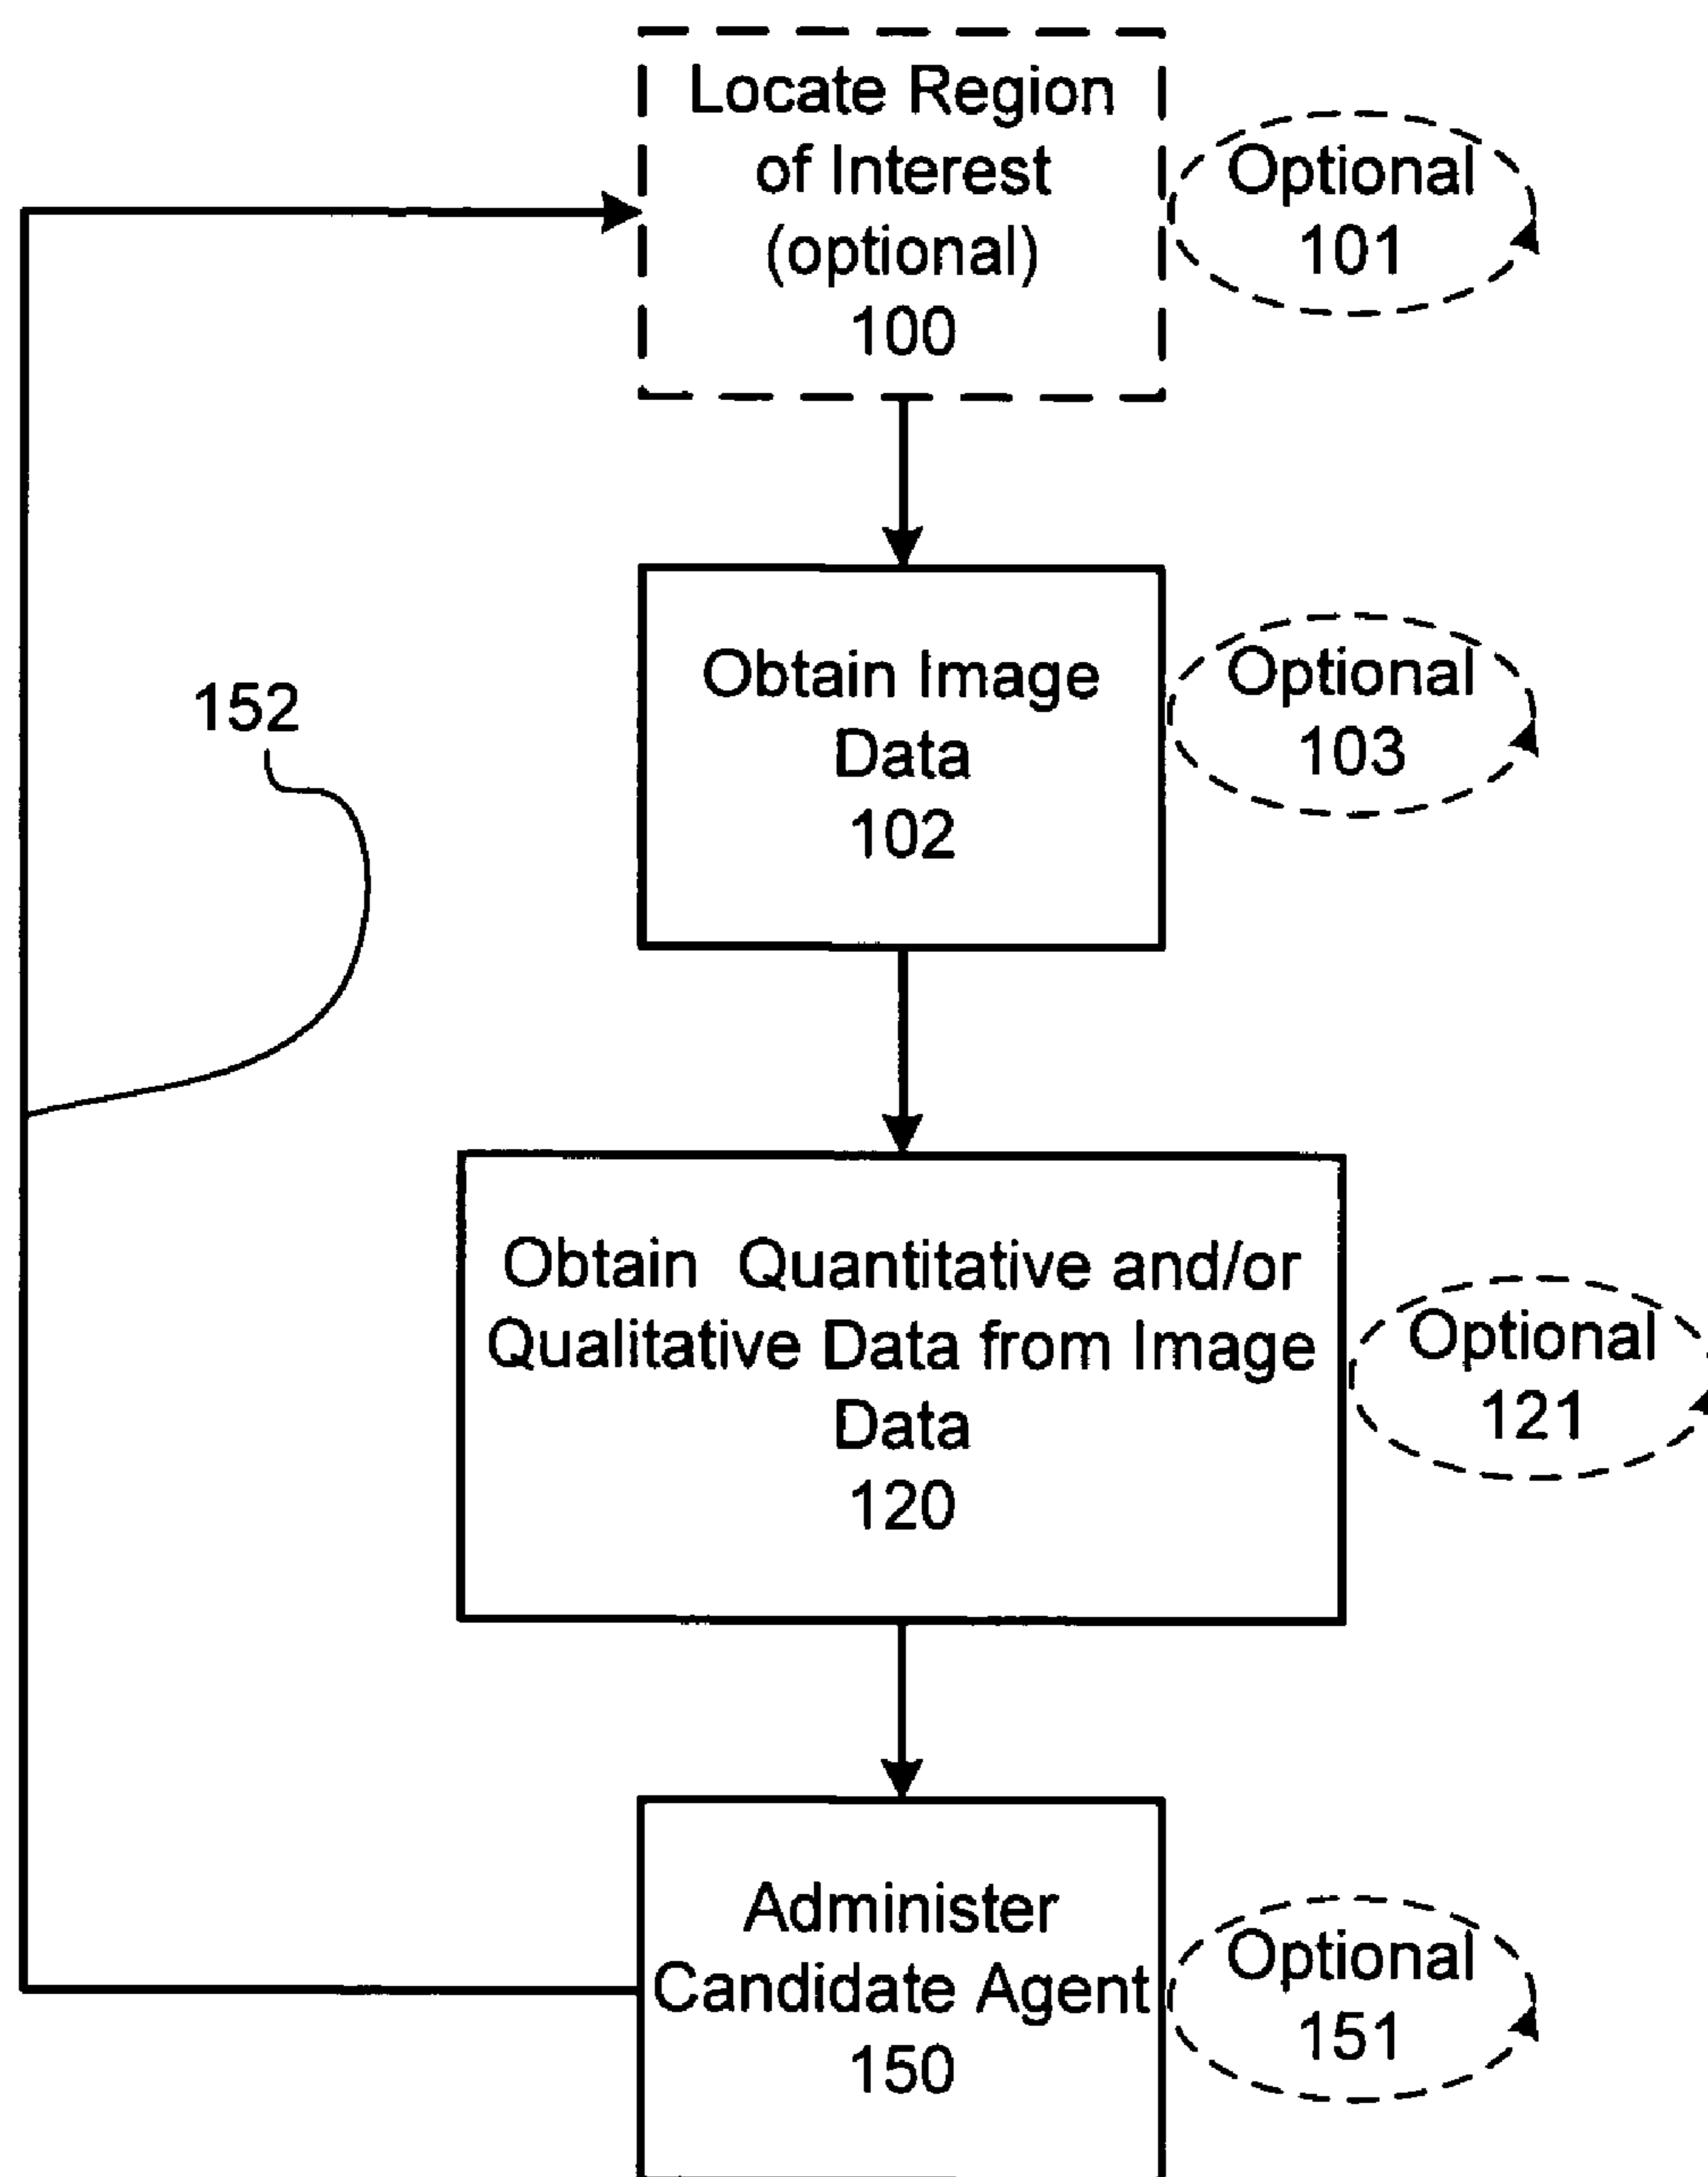 Locate Region
of Interest
(optional)
100
Optional
101
Obtain Image
Data
102
Optional
103
152
Obtain Quantitative and/or
Qualitative Data from Image
Data
120
Optional
121
Administer
Candidate Agent
150
Optional
151